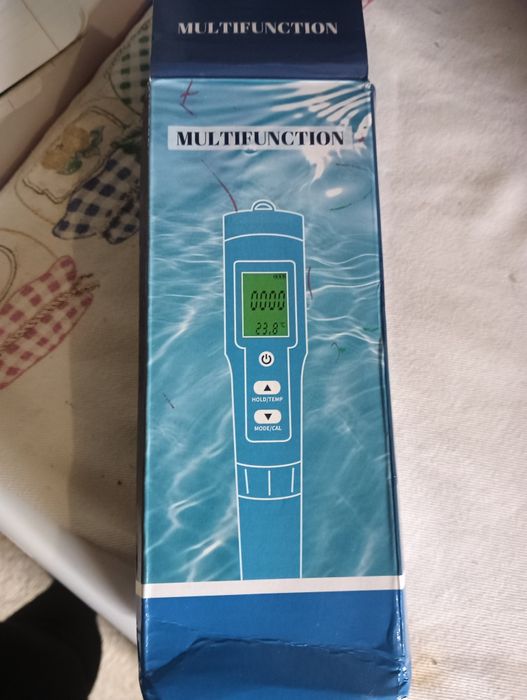 MULTIFUNCTION
MULTIFUNCTION
0000
23.8 °C
HOLD/TEMP
MODE/CAL